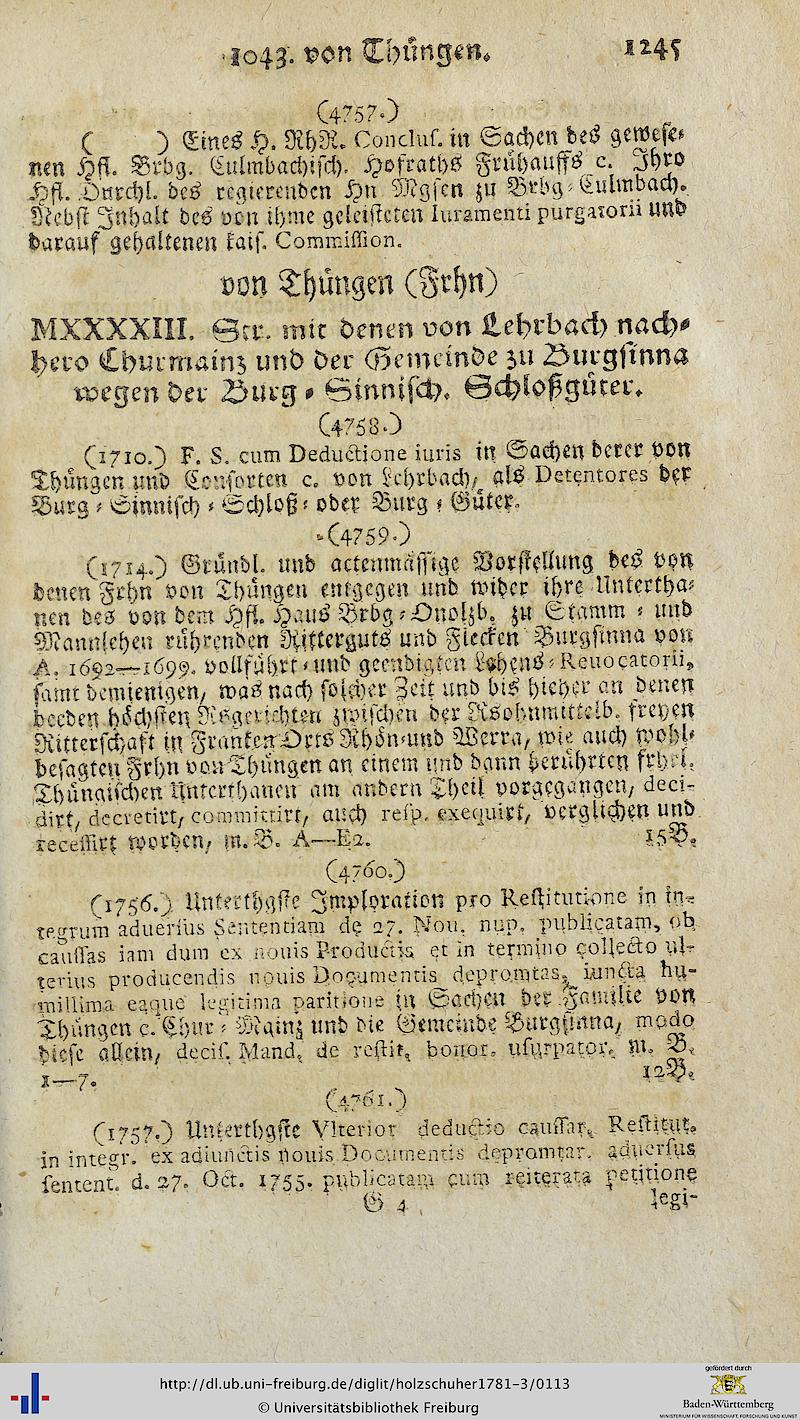 1043. von Thüngen. 1245
(4757.)
( ) Eines H. RHR. Concluſ. in Sachen des geweſe⸗
nen Hfl. Brbg. Culmbachiſch. Hofraths Frühauffs c. Ihro
Hfl. Durchl. des regierenden Hn Mgfen zu Brbg⸗Culmbach.
Nebſt Inhalt des von ihme geleiſteten Iuramenti purgatorii und
darauf gehaltenen kaiſ. Commiſſion.
von Thüngen (Frhn)
MXXXXIII. Str. mit denen von Lehrbach nach⸗
hero Churmainz und der Gemeinde zu Burgſinna
wegen der Burg⸗Sinniſch. Schloßgüter.
(4758.)
(1710.) F. S. cum Deductione iuris in Sachen derer von
Thüngen und Conſorten c. von Lehrbach, als Detentores der
Burg⸗Sinniſch⸗Schloß⸗ oder Burg⸗Güter.
(4759.)
(1714.) Gründl. und actenmäſſige Vorſtellung des von
denen Frhn von Thüngen entgegen und wider ihre Untertha⸗
nen des von dem Hfl. Haus Brbg⸗Onolzb. zu Stamm⸗ und
Mannlehen rührenden Ritterguts und Flecken Burgſinna von
A. 1692—1699. vollführt⸗ und geendigten Lehens⸗Reuocatorii,
ſamt demienigen, was nach ſolcher Zeit und bis hieher an denen
beeden höchſten Rsgerichten zwiſchen der Rsohnmittelb. freyen
Ritterſchaft in Franken Orts Rhön⸗und Werra, wie auch wohl⸗
beſagten Frhn von Thüngen an einem und dann berührten frhrl.
Thüngiſchen Unterthanen am andern Theil vorgegangen, deci-
dirt, decretirt, committirt, auch reſp. exequirt, verglichen und
receſſirt worden, m. B. A—E2. 15B.
(4760.)
(1756.) Unterthgſte Imploration pro Reſtitutione in in-
tegrum aduerſus Sententiam de 27. Nou. nup. publicatam, ob
cauſſas iam dum ex nouis Productis et in termino collecto ul-
terius producendis nouis Documentis depromtas, iuncta hu-
millima eaque legitima paritione in Sachen der Familie von
Thüngen c. Chur⸗Mainz und die Gemeinde Burgſinna, modo
dieſe allein, deciſ. Mand. de reſtit. bonor. uſurpator. m. B.
1—7. 12B.
(4761.)
(1757.) Unterthgſte Vlterior deductio cauſſar. Reſtitut.
in integr. ex adiunctis nouis Documentis depromtar. aduerſus
ſentent. d. 27. Oct. 1755. publicatam cum reiterata petitione
G 4 legi-
http://dl.ub.uni-freiburg.de/diglit/holzschuher1781-3/0113
© Universitätsbibliothek Freiburg
gefördert durch
Baden-Württemberg
MINISTERIUM FÜR WISSENSCHAFT, FORSCHUNG UND KUNST